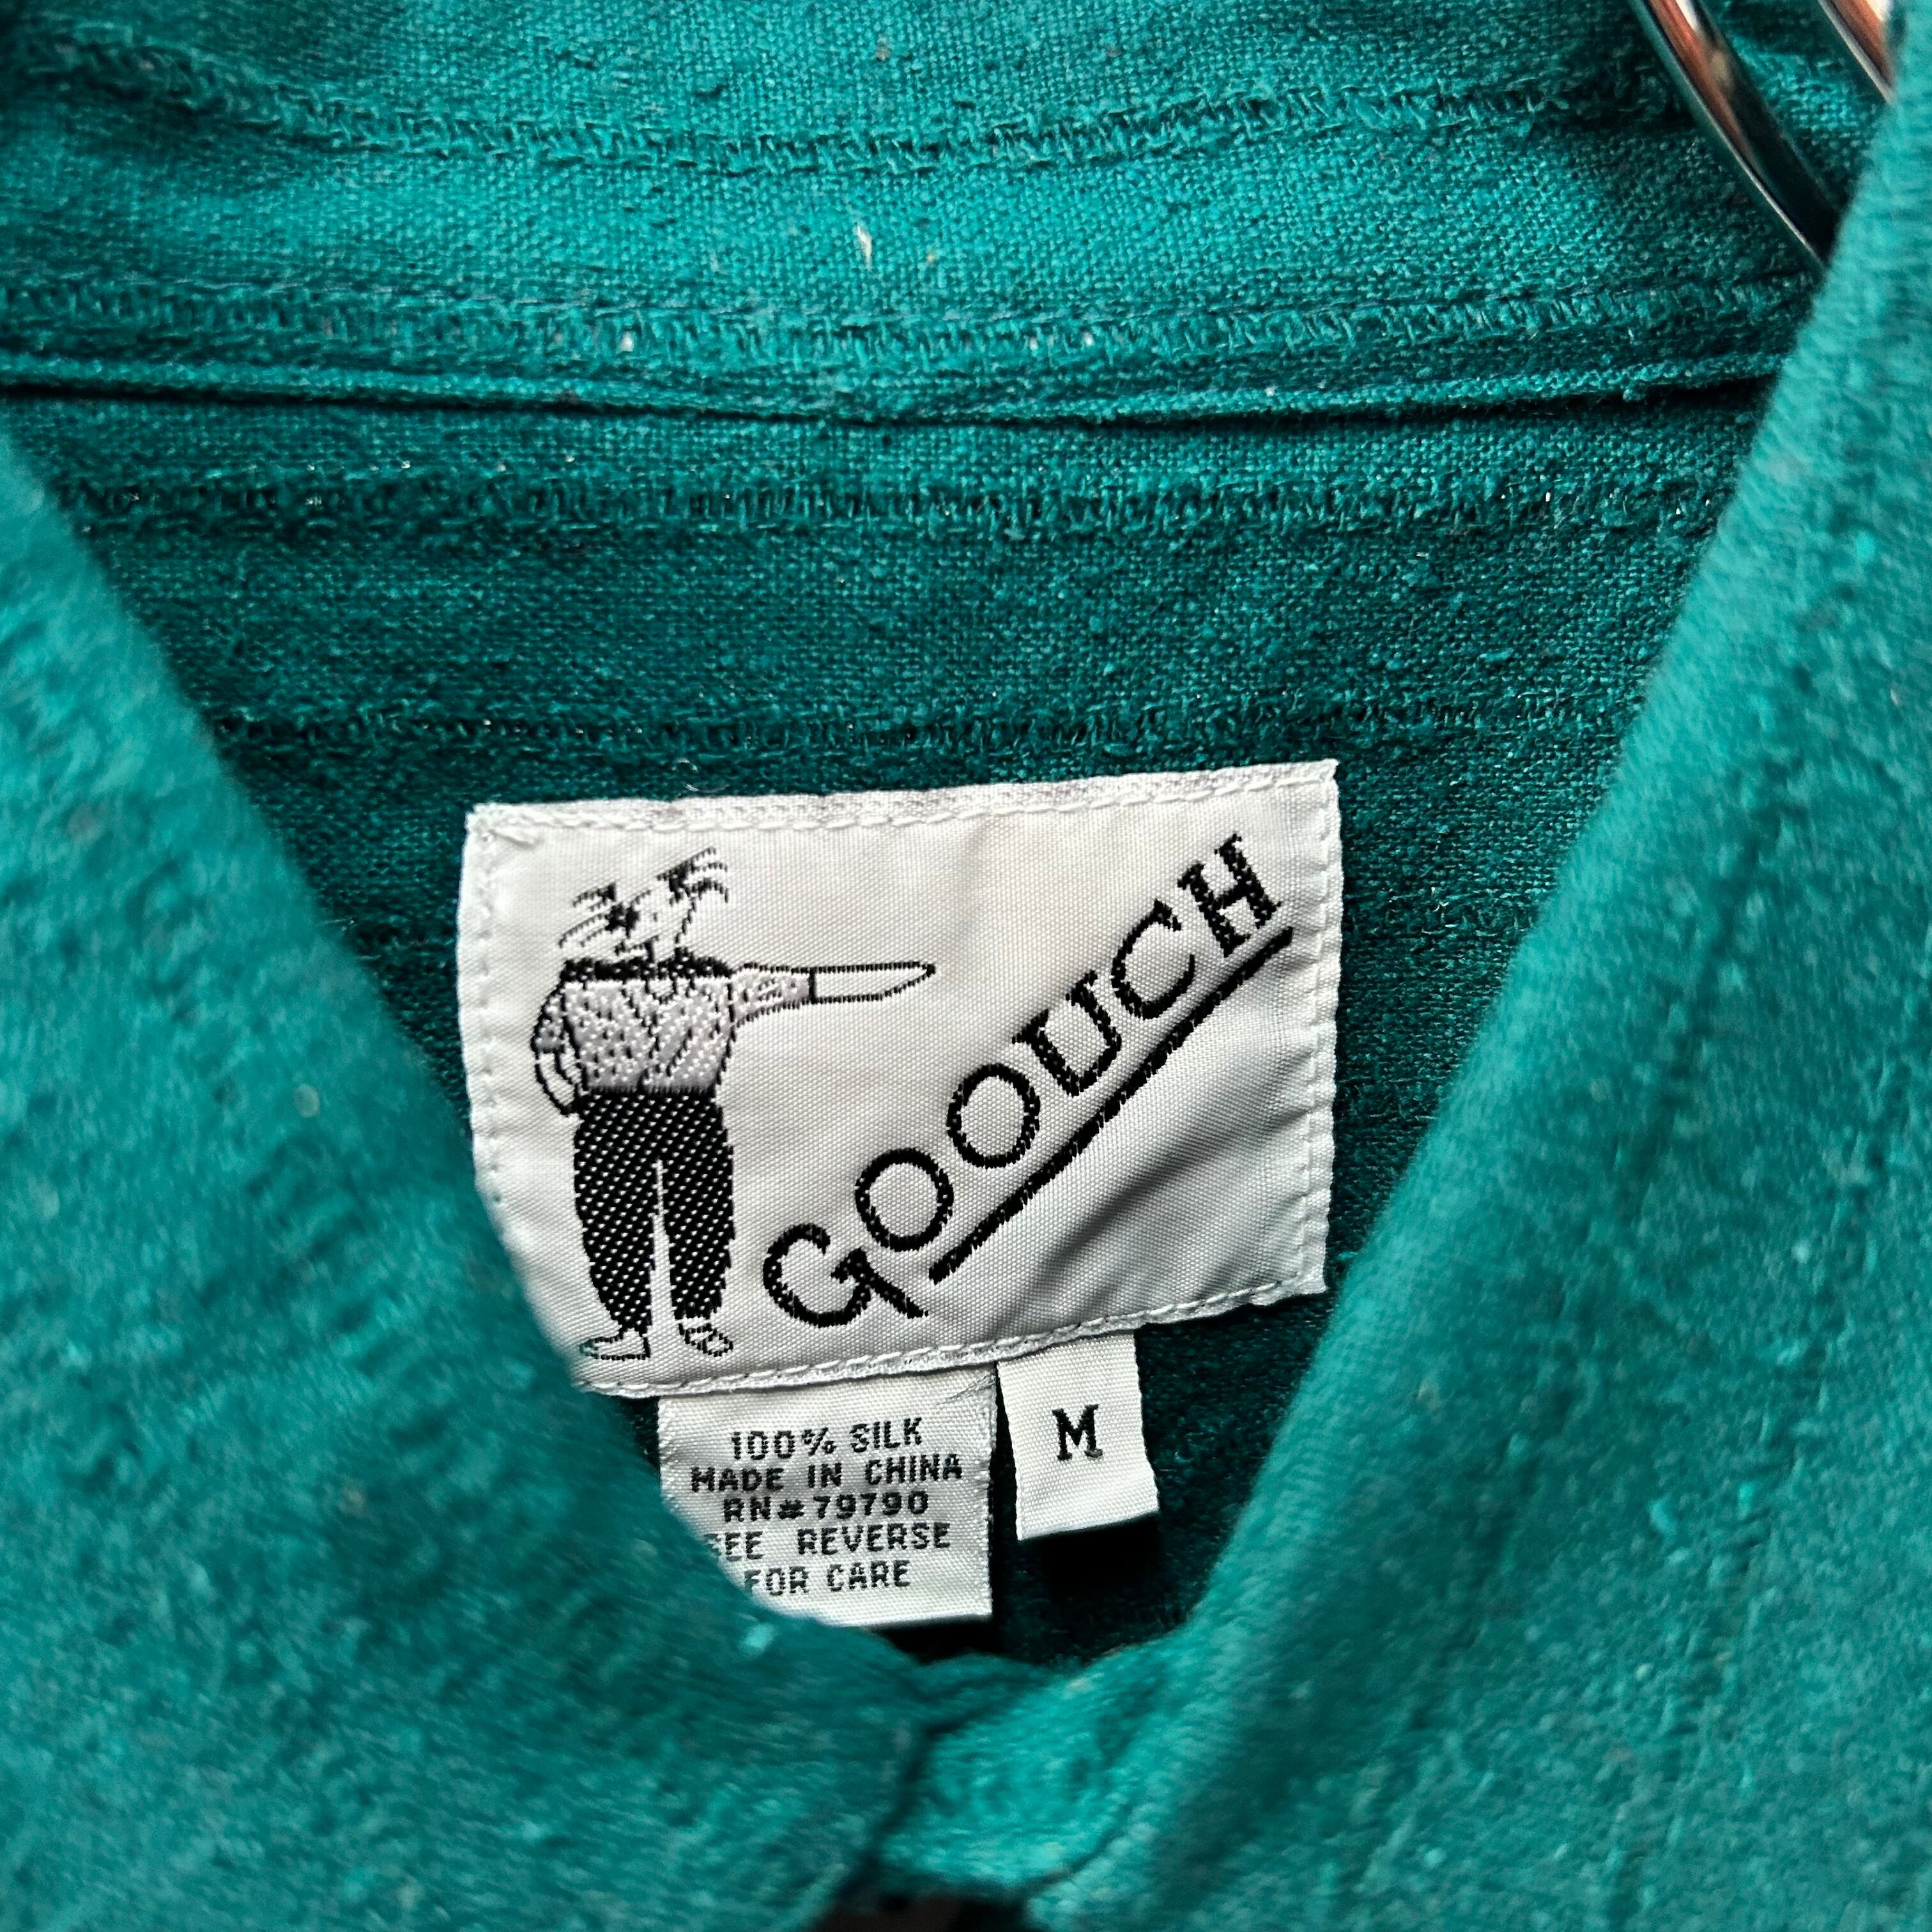 GOOUCH
100% SILK
MADE IN CHINA
RN#79790
SEE REVERSE
FOR CARE
M